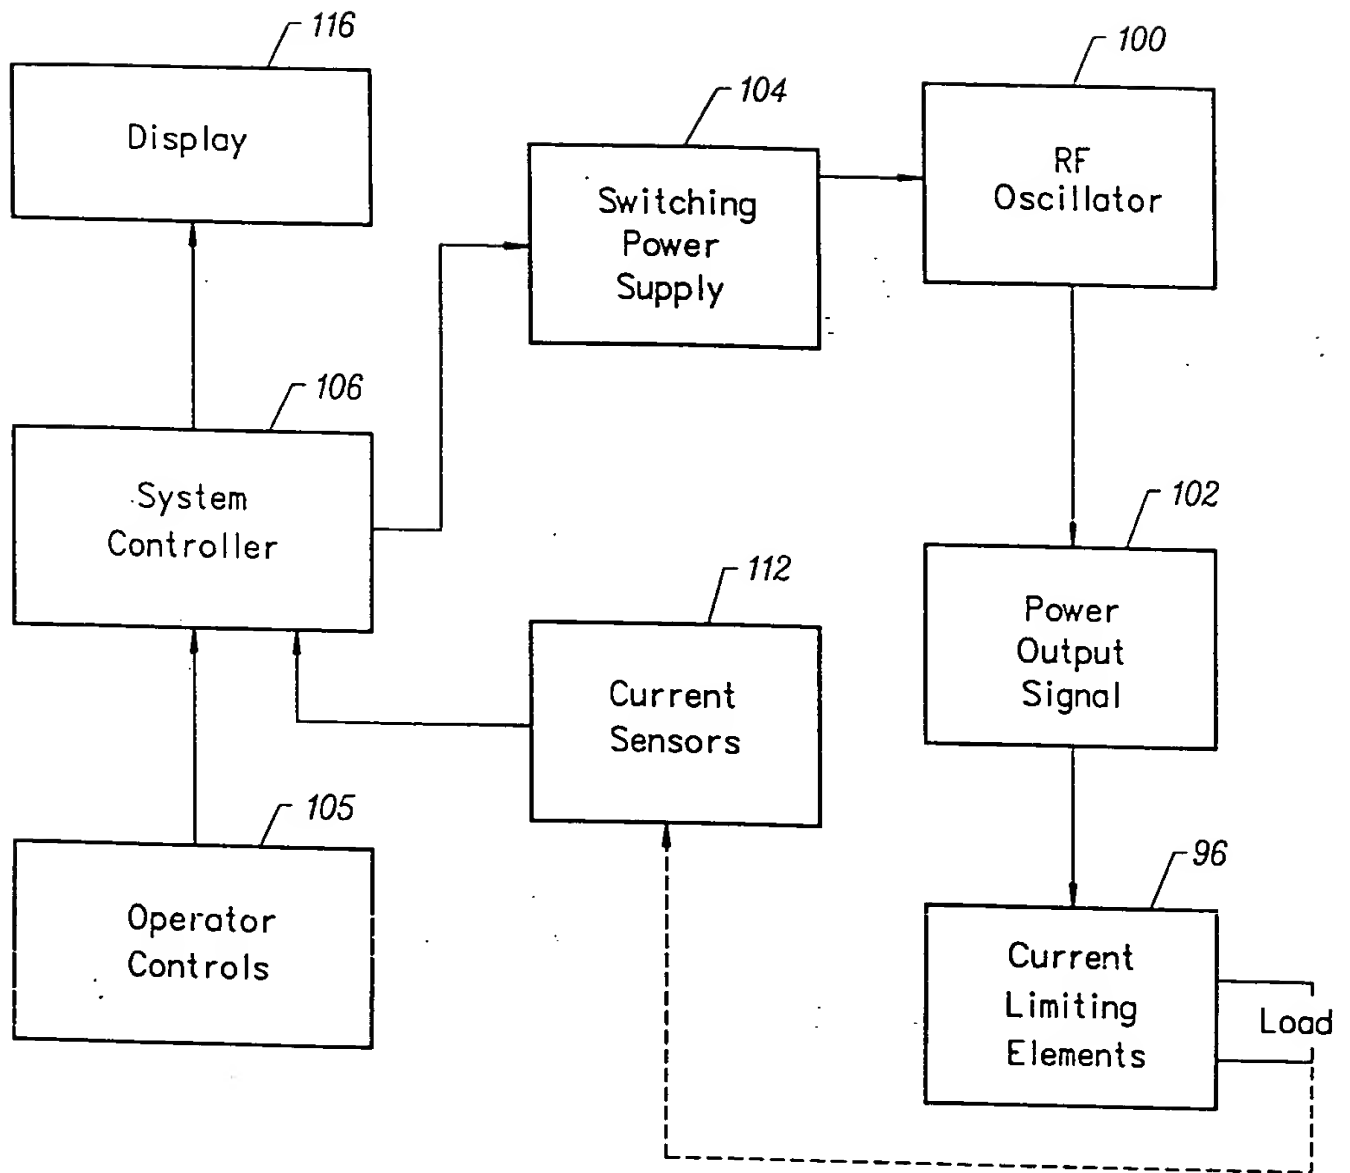 116
Display
104
Switching
Power
Supply
100
RF
Oscillator
106
System
Controller
112
Current
Sensors
102
Power
Output
Signal
105
Operator
Controls
96
Current
Limiting
Elements
Load